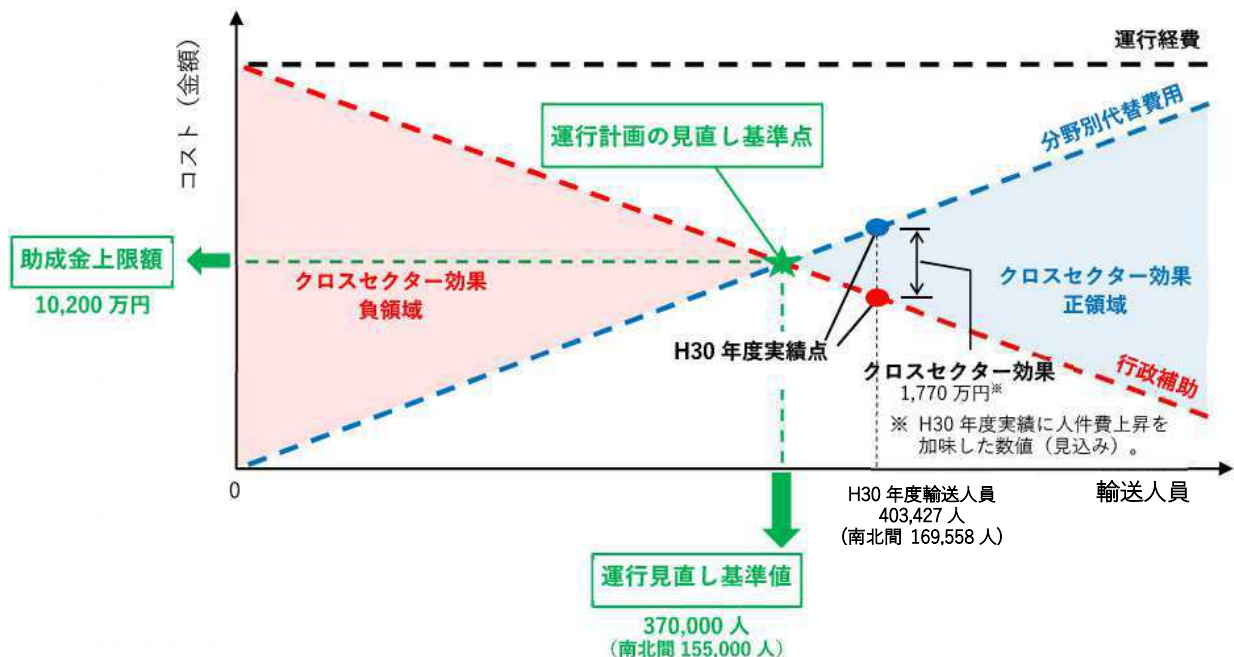 コスト（金額）
運行経費
分野別代替費用
運行計画の見直し基準点
助成金上限額
10,200 万円
クロスセクター効果
負領域
クロスセクター効果
正領域
H30 年度実績点
クロスセクター効果
1,770 万円※
行政補助
※ H30 年度実績に人件費上昇を
加味した数値（見込み）。
0
H30 年度輸送人員
403,427 人
(南北間 169,558 人)
輸送人員
運行見直し基準値
370,000 人
（南北間 155,000 人）